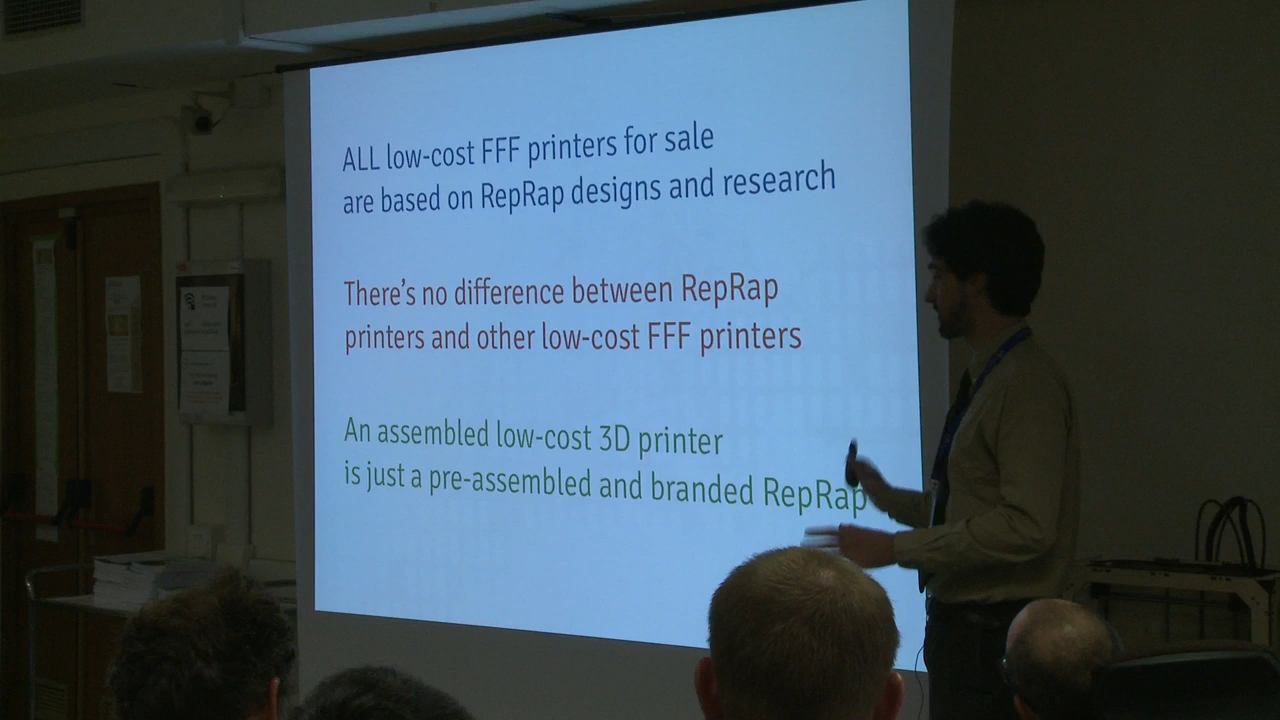 ALL low-cost FFF printers for sale
are based on RepRap designs and research
There's no difference between RepRap
printers and other low-cost FFF printers
An assembled low-cost 3D printer
is just a pre-assembled and branded RepRap